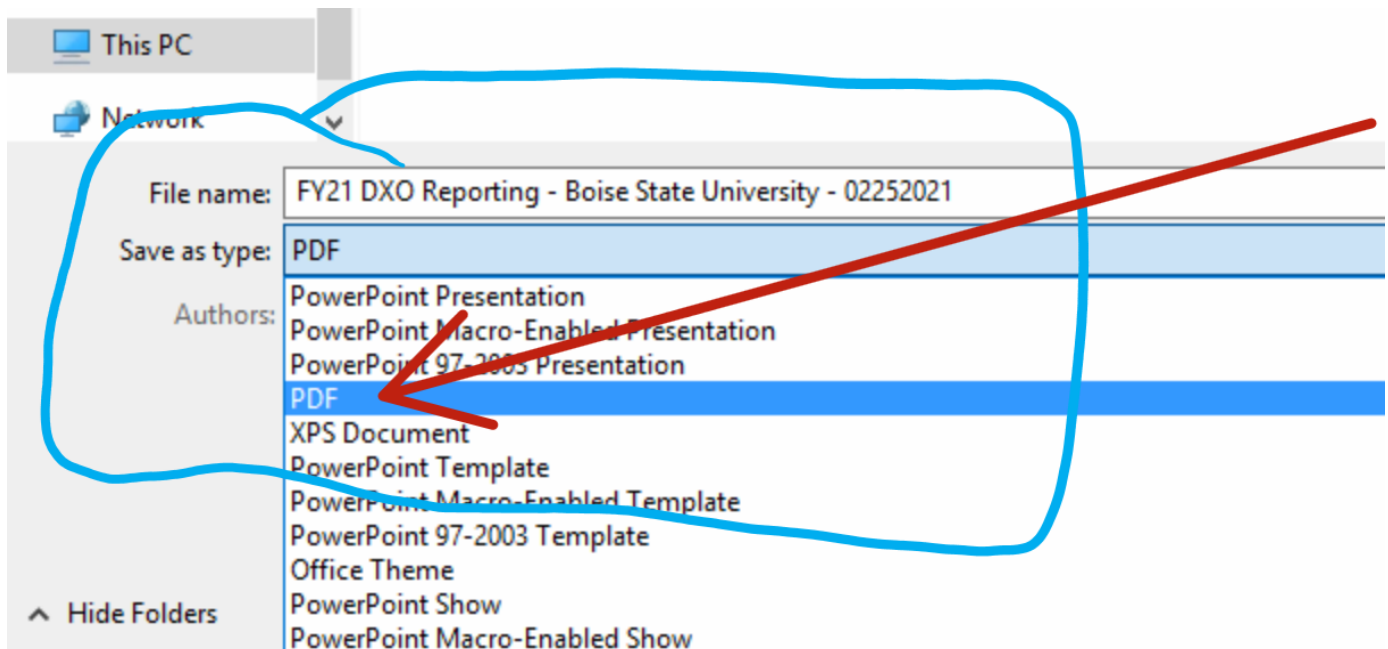 This PC
Network
File name: FY21 DXO Reporting - Boise State University - 02252021
Save as type: PDF
Authors:
PowerPoint Presentation
PowerPoint Macro-Enabled Presentation
PowerPoint 97-2003 Presentation
PDF
XPS Document
PowerPoint Template
PowerPoint Macro-Enabled Template
PowerPoint 97-2003 Template
Office Theme
Hide Folders
PowerPoint Show
PowerPoint Macro-Enabled Show